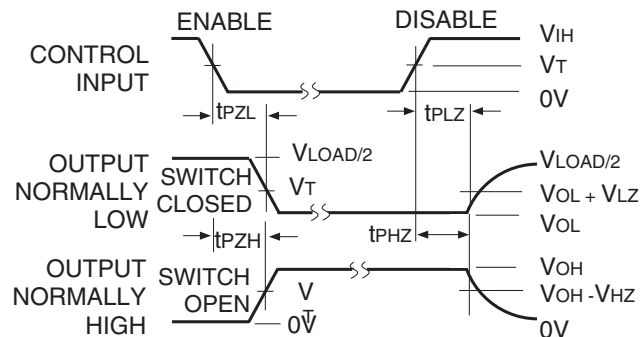 ENABLE DISABLE
CONTROL INPUT
VIH
VT
0V
tPZL tPLZ
OUTPUT NORMALLY LOW
SWITCH CLOSED
VLOAD/2
VT
VLOAD/2
VOL + VLZ
VOL
tPZH tPHZ
OUTPUT NORMALLY HIGH
SWITCH OPEN
VT
0V
VOH
VOH -VHZ
0V